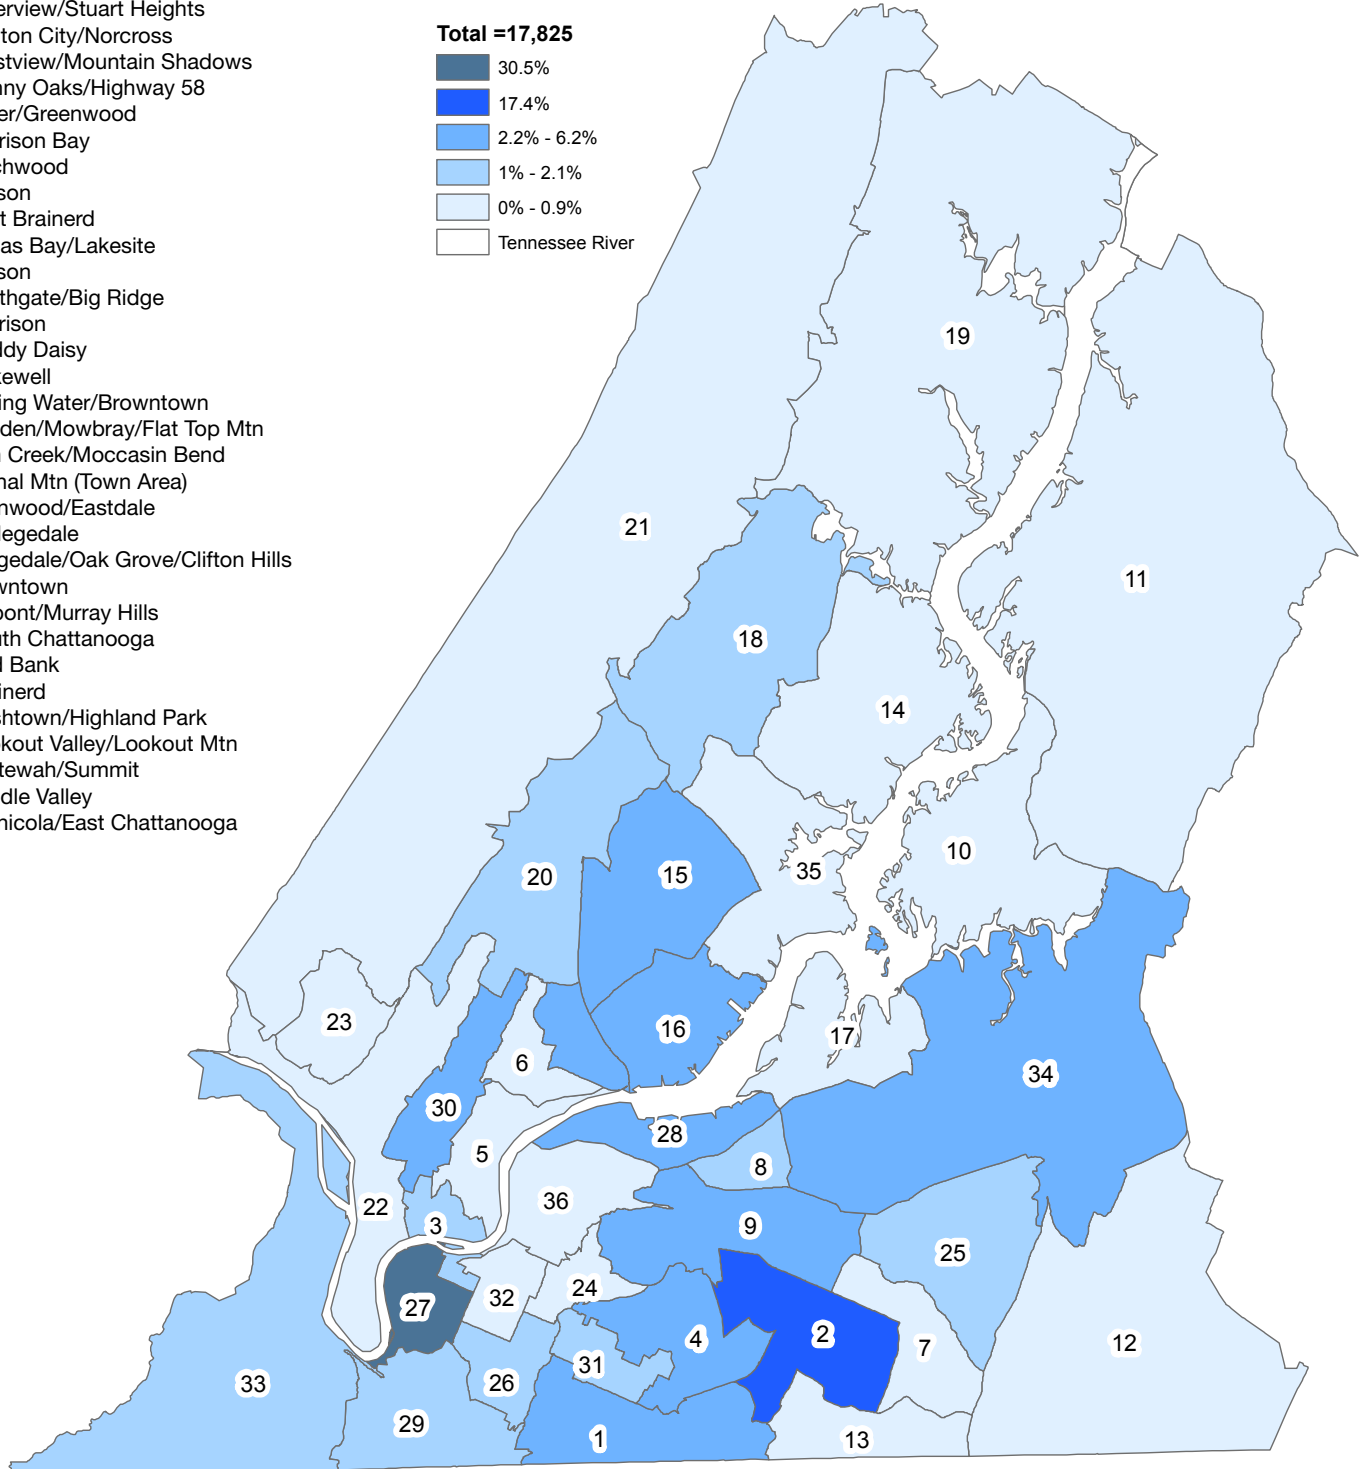 erview/Stuart Heights
ton City/Norcross
stview/Mountain Shadows
nny Oaks/Highway 58
er/Greenwood
rison Bay
chwood
son
t Brainerd
as Bay/Lakesite
son
thgate/Big Ridge
rison
ddy Daisy
kewell
ing Water/Browntown
den/Mowbray/Flat Top Mtn
n Creek/Moccasin Bend
nal Mtn (Town Area)
nwood/Eastdale
legedale
gedale/Oak Grove/Clifton Hills
wntown
pont/Murray Hills
th Chattanooga
d Bank
inerd
shtown/Highland Park
kout Valley/Lookout Mtn
tewah/Summit
dle Valley
nicola/East Chattanooga
Total =17,825
30.5%
17.4%
2.2% - 6.2%
1% - 2.1%
0% - 0.9%
Tennessee River
19
21
11
18
14
10
35
15
20
23
16
17
6
34
30
28
5
8
36
22
3
9
25
24
32
27
2
4
7
12
31
33
26
29
1
13